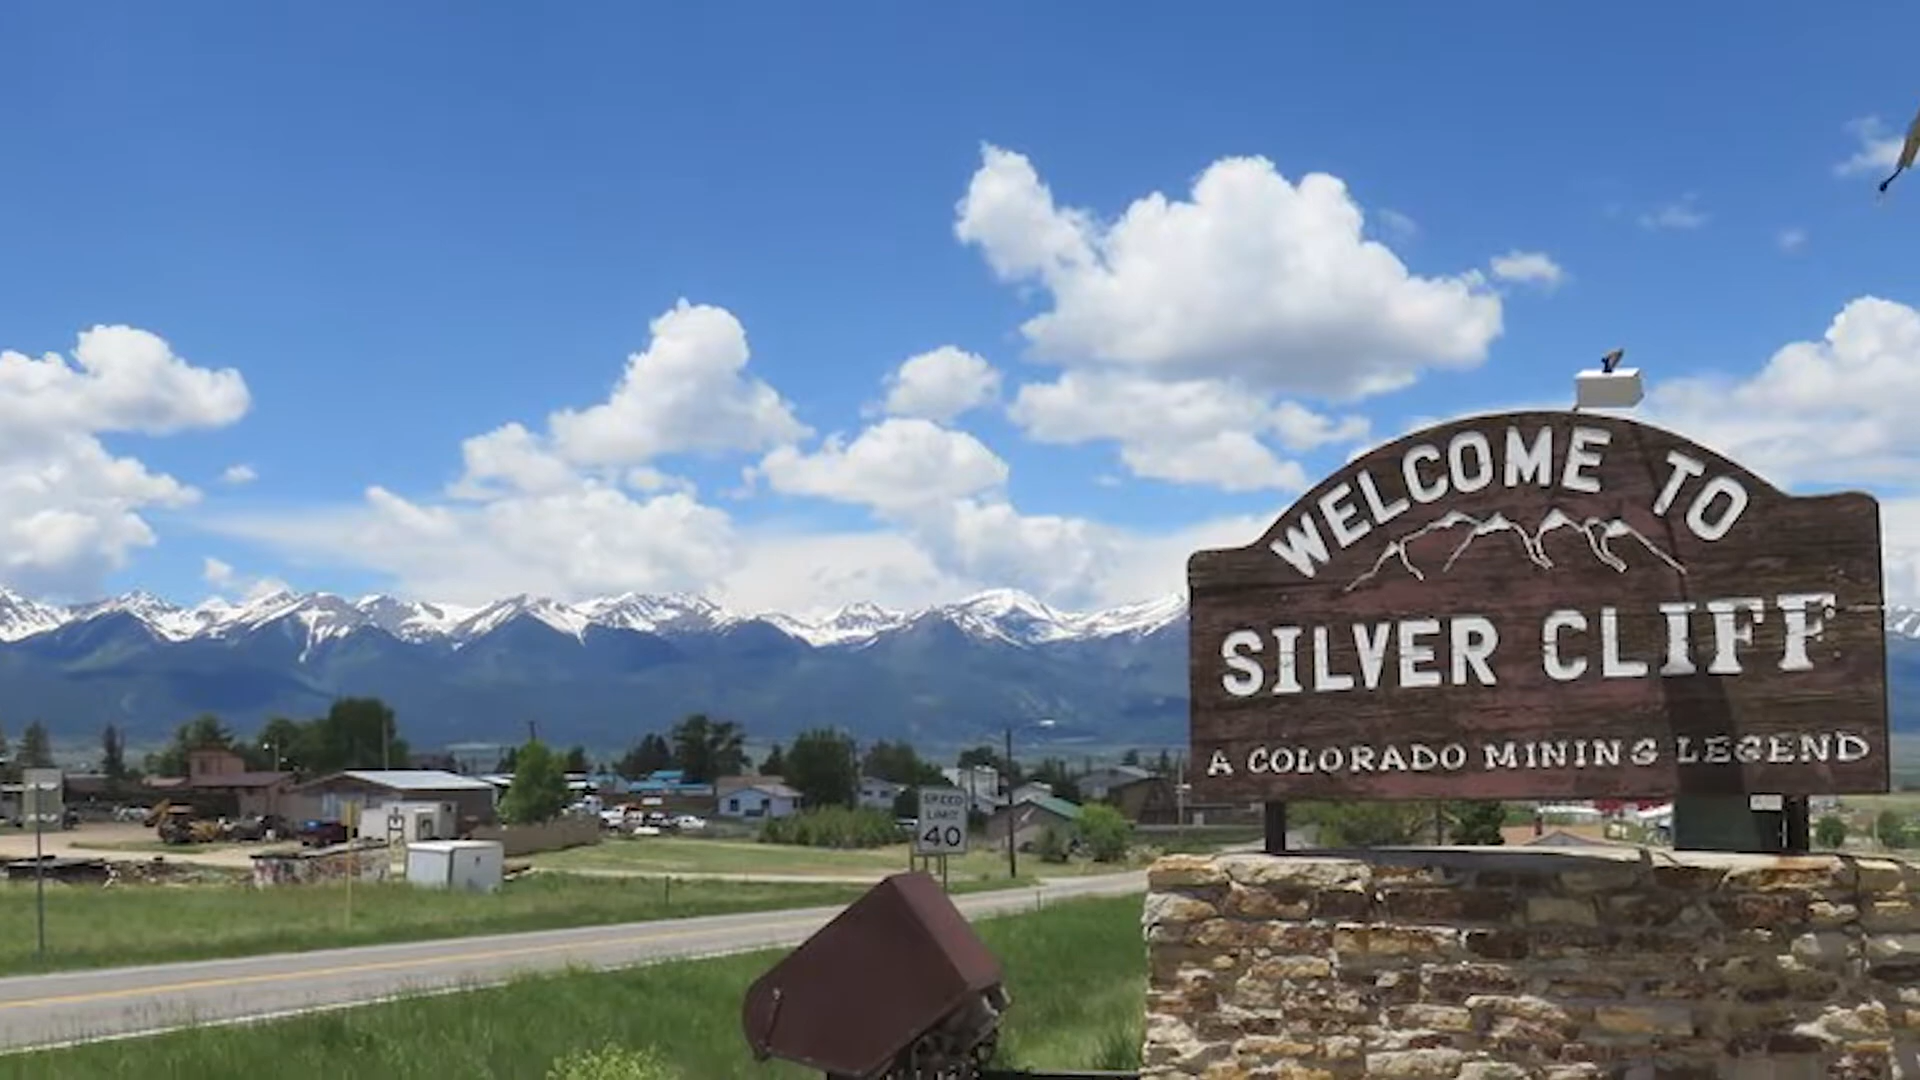 WELCOME TO
SILVER CLIFF
A COLORADO MINING LEGEND
SPEED
LIMIT
40